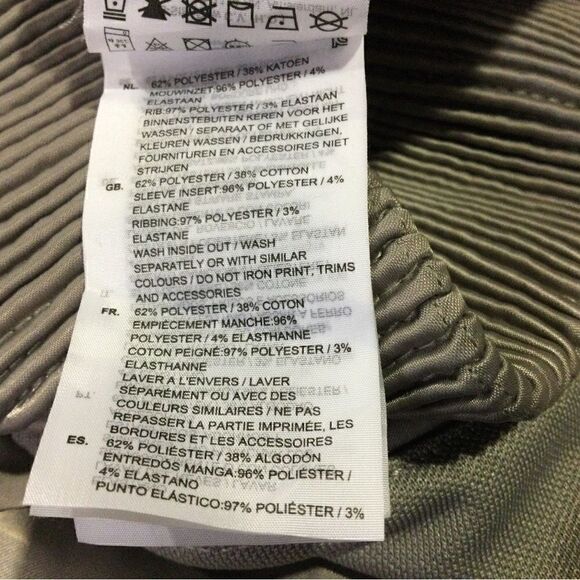 NL. 62% POLYESTER / 38% KATOEN
MOUWINZET:96% POLYESTER / 4%
ELASTAAN
RIB:97% POLYESTER / 3% ELASTAAN
BINNENSTEBUITEN KEREN VOOR HET
WASSEN / SEPARAAT OF MET GELIJKE
KLEUREN WASSEN / BEDRUKKINGEN,
FOURNITUREN EN ACCESSOIRES NIET
STRIJKEN
GB. 62% POLYESTER / 38% COTTON
SLEEVE INSERT:96% POLYESTER / 4%
ELASTANE
RIBBING:97% POLYESTER / 3%
ELASTANE
WASH INSIDE OUT / WASH
SEPARATELY OR WITH SIMILAR
COLOURS / DO NOT IRON PRINT, TRIMS
AND ACCESSORIES
FR. 62% POLYESTER / 38% COTON
EMPIÈCEMENT MANCHE:96%
POLYESTER / 4% ELASTHANNE
COTON PEIGNÉ:97% POLYESTER / 3%
ELASTHANNE
LAVER A L'ENVERS / LAVER
SÉPARÉMENT OU AVEC DES
COULEURS SIMILAIRES / NE PAS
REPASSER LA PARTIE IMPRIMÉE, LES
BORDURES ET LES ACCESSOIRES
ES. 62% POLIÉSTER / 38% ALGODÓN
ENTREDÓS MANGA:96% POLIÉSTER /
4% ELASTANO
PUNTO ELÁSTICO:97% POLIÉSTER / 3%